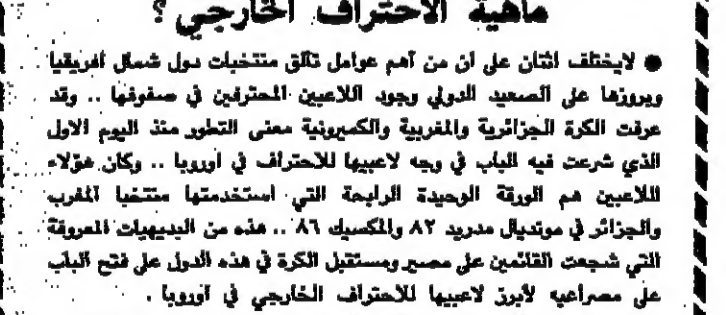 ماهية الاحتراف الخارجي ؟
● لايختلف اثنان على ان من أهم عوامل تألق منتخبات دول شمال افريقيا
وبروزها على الصعيد الدولي وجود اللاعبين المحترفين في صفوفها .. وقد
عرفت الكرة الجزائرية والمغربية والكميرونية معنى التطور منذ اليوم الاول
الذي شرعت فيه الباب في وجه لاعبيها للاحتراف في اوروبا .. وكان هؤلاء
اللاعبين هم الورقة الوحيدة الرابحة التي استخدمتها منتخبا المغرب
والجزائر في مونديال مدريد ٨٢ والمكسيك ٨٦ .. هذه من البديهيات المعروفة
التي شجعت القائمين على مصير ومستقبل الكرة في هذه الدول على فتح الباب
على مصراعيه لأبرز لاعبيها للاحتراف الخارجي في أوروبا .